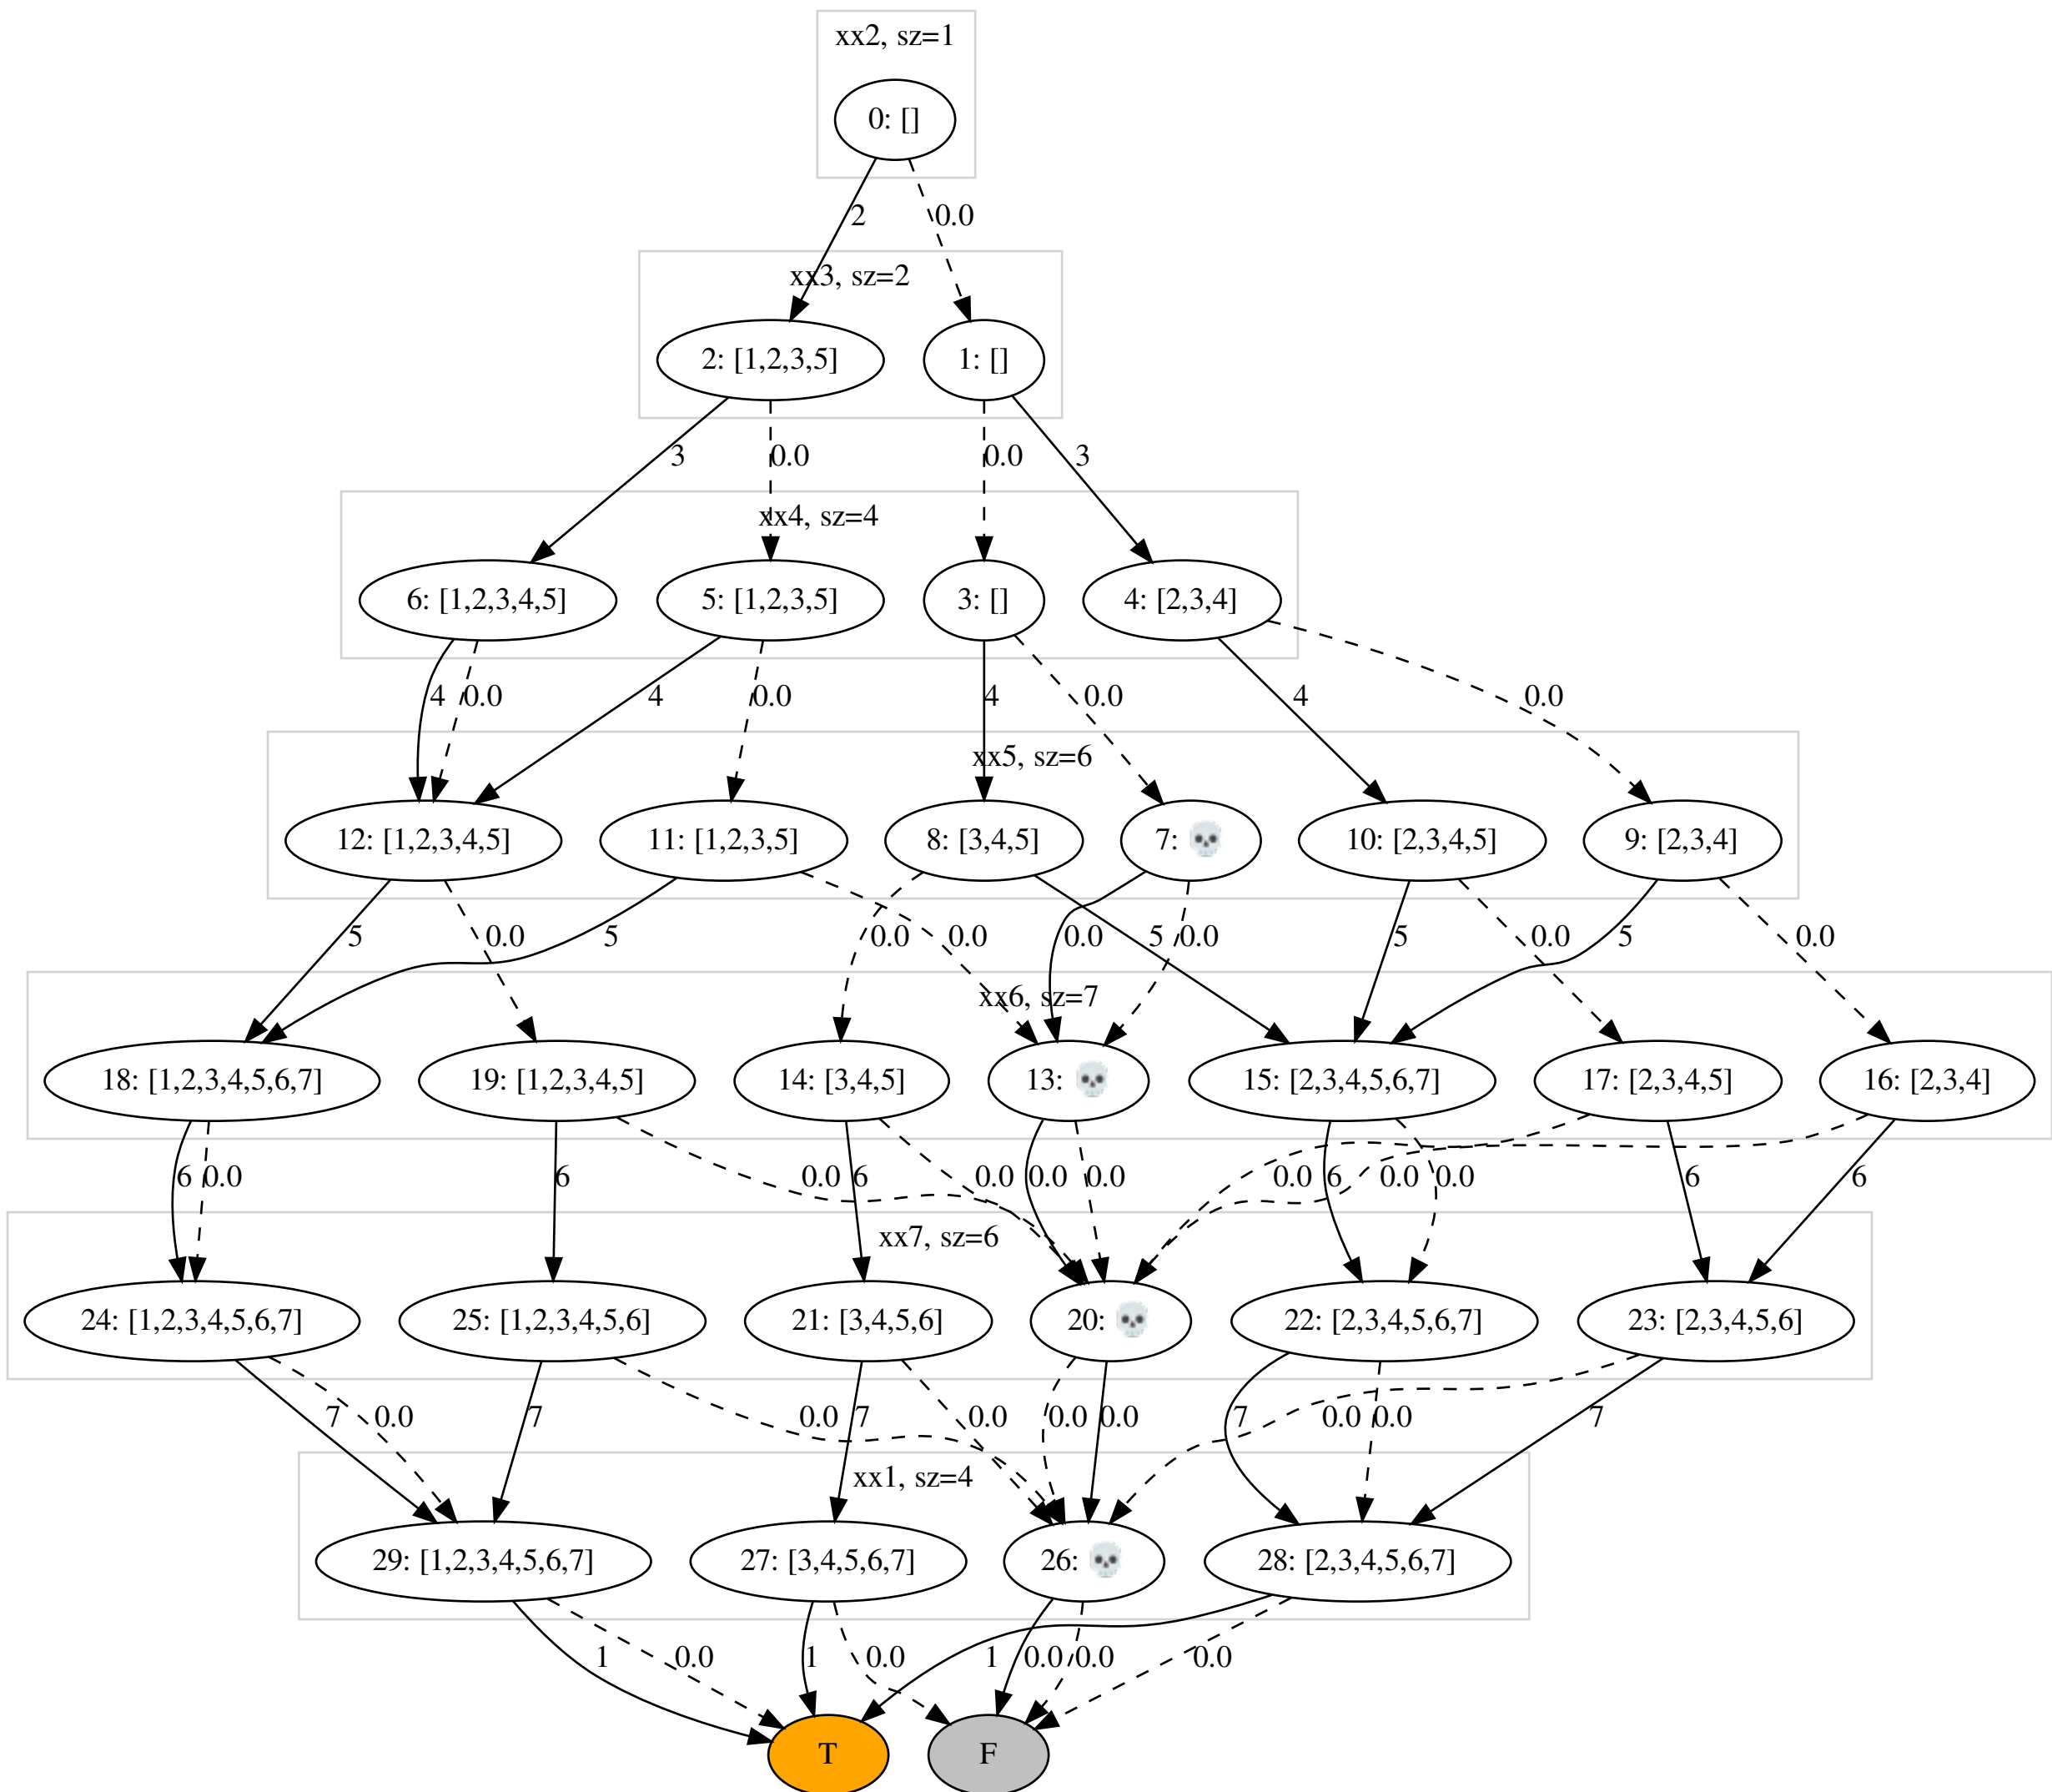 xx2, sz=1
0: []
2 0.0
xx3, sz=2
2: [1,2,3,5] 1: []
3 0.0 0.0 3
xx4, sz=4
6: [1,2,3,4,5] 5: [1,2,3,5] 3: [] 4: [2,3,4]
4 0.0 4 0.0 4 0.0 4 0.0
xx5, sz=6
12: [1,2,3,4,5] 11: [1,2,3,5] 8: [3,4,5] 7: 💀 10: [2,3,4,5] 9: [2,3,4]
5 0.0 5 0.0 0.0 0.0 5 0.0 5 0.0 5 0.0
xx6, sz=7
18: [1,2,3,4,5,6,7] 19: [1,2,3,4,5] 14: [3,4,5] 13: 💀 15: [2,3,4,5,6,7] 17: [2,3,4,5] 16: [2,3,4]
6 0.0 6 0.0 6 0.0 0.0 0.0 0.0 6 0.0 0.0 6 6
xx7, sz=6
24: [1,2,3,4,5,6,7] 25: [1,2,3,4,5,6] 21: [3,4,5,6] 20: 💀 22: [2,3,4,5,6,7] 23: [2,3,4,5,6]
7 0.0 7 0.0 7 0.0 0.0 0.0 7 0.0 0.0 7
xx1, sz=4
29: [1,2,3,4,5,6,7] 27: [3,4,5,6,7] 26: 💀 28: [2,3,4,5,6,7]
1 0.0 1 0.0 1 0.0 0.0 0.0
T F